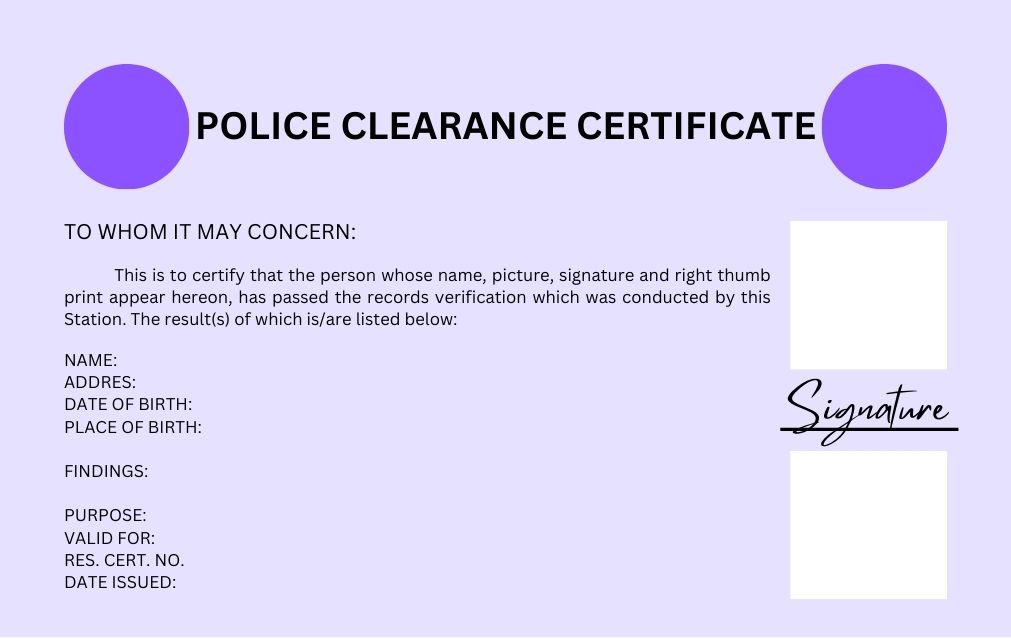 POLICE CLEARANCE CERTIFICATE
TO WHOM IT MAY CONCERN:
This is to certify that the person whose name, picture, signature and right thumb
print appear hereon, has passed the records verification which was conducted by this
Station. The result(s) of which is/are listed below:
NAME:
ADDRES:
DATE OF BIRTH:
PLACE OF BIRTH:
Signature
FINDINGS:
PURPOSE:
VALID FOR:
RES. CERT. NO.
DATE ISSUED: